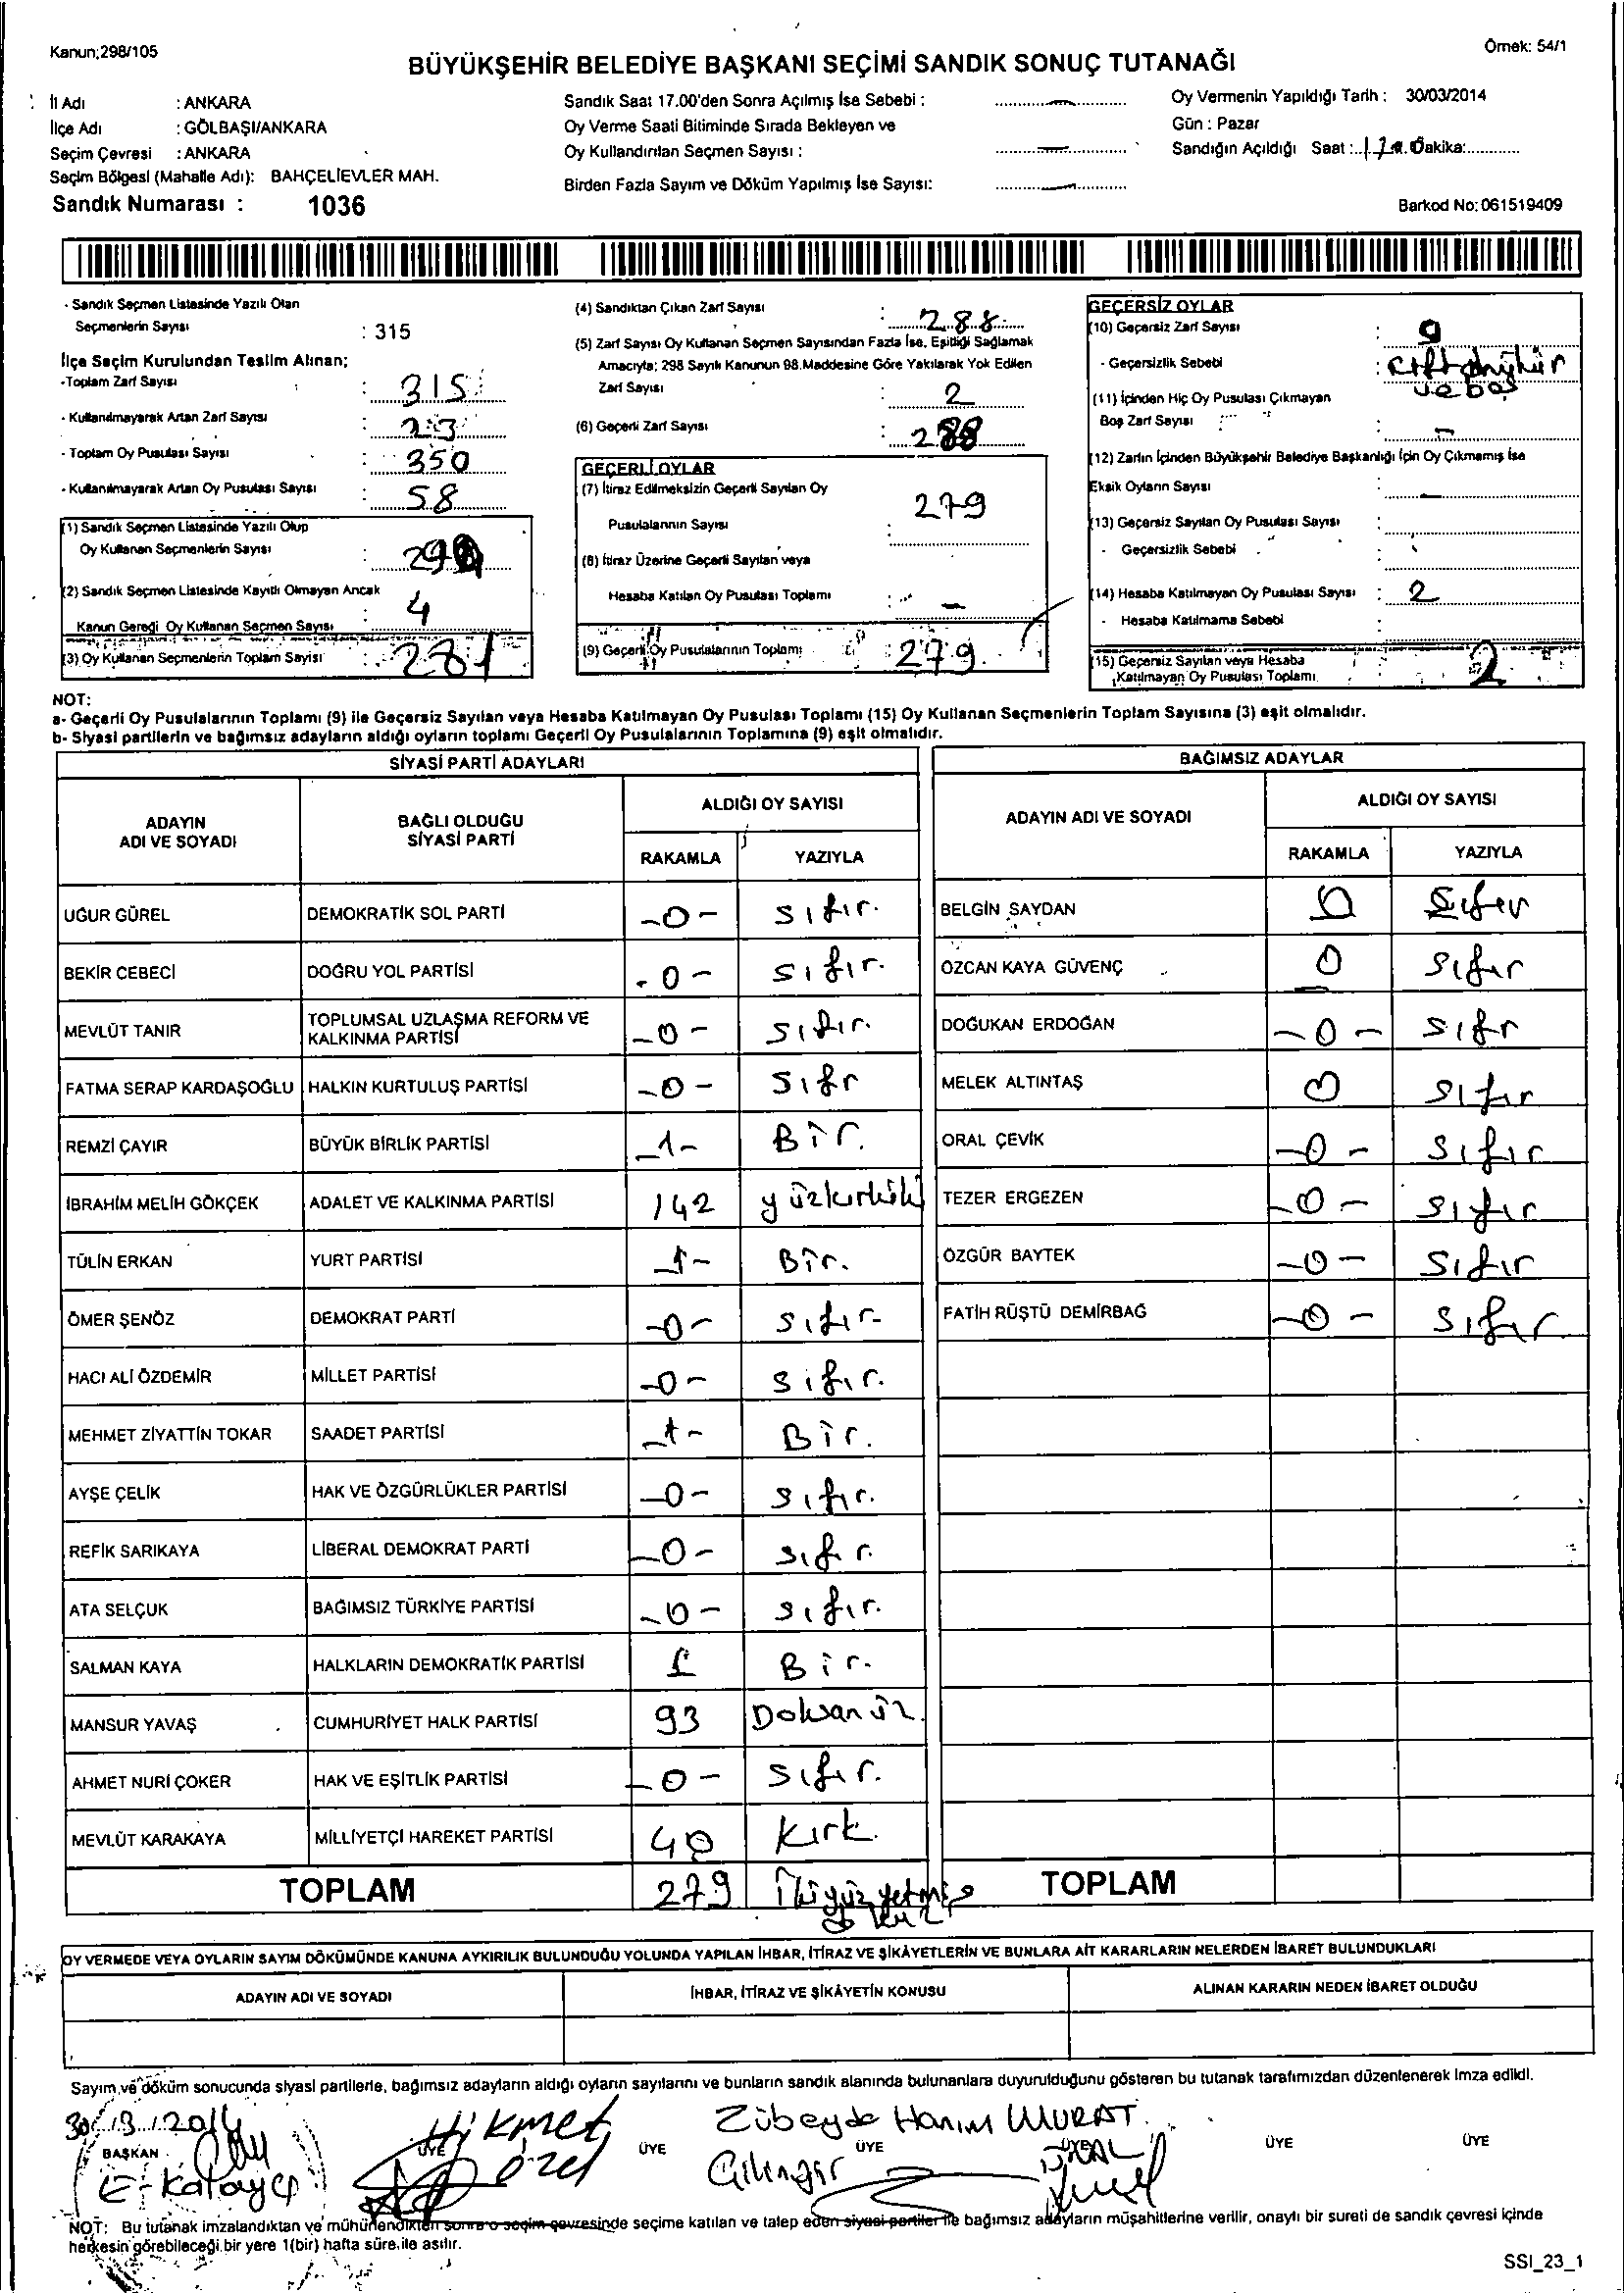 Kanun;298/105
Örnek: 54/1
BÜYÜKŞEHİR BELEDİYE BAŞKANI SEÇİMİ SANDIK SONUÇ TUTANAĞI
İl Adı : ANKARA
İlçe Adı : GÖLBAŞI/ANKARA
Seçim Çevresi : ANKARA
Seçim Bölgesi (Mahalle Adı): BAHÇELİEVLER MAH.
Sandık Numarası : 1036
Sandık Saat 17.00'den Sonra Açılmış İse Sebebi :
Oy Verme Saati Bitiminde Sırada Bekleyen ve
Oy Kullandırılan Seçmen Sayısı :
Birden Fazla Sayım ve Döküm Yapılmış İse Sayısı:
Oy Vermenin Yapıldığı Tarih : 30/03/2014
Gün : Pazar
Sandığın Açıldığı Saat : Dakika:
Barkod No: 061519409
- Sandık Seçmen Listesinde Yazılı Olan
Seçmenlerin Sayısı : 315
İlçe Seçim Kurulundan Teslim Alınan;
-Toplam Zarf Sayısı : 315
- Kullanılmayarak Artan Zarf Sayısı : 23
- Toplam Oy Pusulası Sayısı : 350
- Kullanılmayarak Artan Oy Pusulası Sayısı : 58
(1) Sandık Seçmen Listesinde Yazılı Olup
Oy Kullanan Seçmenlerin Sayısı :
(2) Sandık Seçmen Listesinde Kayıtlı Olmayan Ancak
Kanun Gereği Oy Kullanan Seçmen Sayısı : 4
(3) Oy Kullanan Seçmenlerin Toplam Sayısı : 281
(4) Sandıktan Çıkan Zarf Sayısı : 288
(5) Zarf Sayısı Oy Kullanan Seçmen Sayısından Fazla İse, Eşitliği Sağlamak
Amacıyla; 298 Sayılı Kanunun 98.Maddesine Göre Yakılarak Yok Edilen
Zarf Sayısı : 2
(6) Geçerli Zarf Sayısı : 288
GEÇERLİ OYLAR
(7) İtiraz Edilmeksizin Geçerli Sayılan Oy
Pusulalarının Sayısı : 279
(8) İtiraz Üzerine Geçerli Sayılan veya
Hesaba Katılan Oy Pusulası Toplamı : -
(9) Geçerli Oy Pusulalarının Toplamı : 279
GEÇERSİZ OYLAR
(10) Geçersiz Zarf Sayısı : 9
- Geçersizlik Sebebi : Çift mühür
ve boş
(11) İçinden Hiç Oy Pusulası Çıkmayan
Boş Zarf Sayısı : -
(12) Zarfın İçinden Büyükşehir Belediye Başkanlığı İçin Oy Çıkmamış İse
Eksik Oyların Sayısı : -
(13) Geçersiz Sayılan Oy Pusulası Sayısı :
- Geçersizlik Sebebi :
(14) Hesaba Katılmayan Oy Pusulası Sayısı : 2
- Hesaba Katılmama Sebebi :
(15) Geçersiz Sayılan veya Hesaba
Katılmayan Oy Pusulası Toplamı : 2
NOT:
a- Geçerli Oy Pusulalarının Toplamı (9) ile Geçersiz Sayılan veya Hesaba Katılmayan Oy Pusulası Toplamı (15) Oy Kullanan Seçmenlerin Toplam Sayısına (3) eşit olmalıdır.
b- Siyasi partilerin ve bağımsız adayların aldığı oyların toplamı Geçerli Oy Pusulalarının Toplamına (9) eşit olmalıdır.
SİYASİ PARTİ ADAYLARI
ADAYIN
ADI VE SOYADI
BAĞLI OLDUĞU
SİYASİ PARTİ
ALDIĞI OY SAYISI
RAKAMLA YAZIYLA
UĞUR GÜREL DEMOKRATİK SOL PARTİ -0- Sıfır.
BEKİR CEBECİ DOĞRU YOL PARTİSİ -0- Sıfır.
MEVLÜT TANIR TOPLUMSAL UZLAŞMA REFORM VE
KALKINMA PARTİSİ -0- Sıfır.
FATMA SERAP KARDAŞOĞLU HALKIN KURTULUŞ PARTİSİ -0- Sıfr
REMZİ ÇAYIR BÜYÜK BİRLİK PARTİSİ -1- Bir.
İBRAHİM MELİH GÖKÇEK ADALET VE KALKINMA PARTİSİ 142 yüzkırkiki
TÜLİN ERKAN YURT PARTİSİ -1- Bir.
ÖMER ŞENÖZ DEMOKRAT PARTİ -0- Sıfır-
HACI ALİ ÖZDEMİR MİLLET PARTİSİ -0- Sıfır.
MEHMET ZİYATTİN TOKAR SAADET PARTİSİ -1- Bir.
AYŞE ÇELİK HAK VE ÖZGÜRLÜKLER PARTİSİ -0- Sıfır.
REFİK SARIKAYA LİBERAL DEMOKRAT PARTİ -0- Sıfır.
ATA SELÇUK BAĞIMSIZ TÜRKİYE PARTİSİ -0- Sıfır.
SALMAN KAYA HALKLARIN DEMOKRATİK PARTİSİ 1 Bir.
MANSUR YAVAŞ CUMHURİYET HALK PARTİSİ 93 Doksan üç.
AHMET NURİ ÇOKER HAK VE EŞİTLİK PARTİSİ -0- Sıfır.
MEVLÜT KARAKAYA MİLLİYETÇİ HAREKET PARTİSİ 40 Kırk.
TOPLAM 279 İkiyüz yetmiş
dokuz
BAĞIMSIZ ADAYLAR
ADAYIN ADI VE SOYADI
ALDIĞI OY SAYISI
RAKAMLA YAZIYLA
BELGİN SAYDAN 0 Sıfır
ÖZCAN KAYA GÜVENÇ 0 Sıfır
DOĞUKAN ERDOĞAN -0- Sıfr
MELEK ALTINTAŞ 0 Sıfır
ORAL ÇEVİK -0- Sıfır
TEZER ERGEZEN -0- Sıfır
ÖZGÜR BAYTEK -0- Sıfır
FATİH RÜŞTÜ DEMİRBAĞ -0- Sıfır
TOPLAM
OY VERMEDE VEYA OYLARIN SAYIM DÖKÜMÜNDE KANUNA AYKIRILIK BULUNDUĞU YOLUNDA YAPILAN İHBAR, İTİRAZ VE ŞİKÂYETLERİN VE BUNLARA AİT KARARLARIN NELERDEN İBARET BULUNDUKLARI
ADAYIN ADI VE SOYADI İHBAR, İTİRAZ VE ŞİKÂYETİN KONUSU ALINAN KARARIN NEDEN İBARET OLDUĞU
Sayım ve döküm sonucunda siyasi partilerle, bağımsız adayların aldığı oyların sayılarını ve bunların sandık alanında bulunanlara duyurulduğunu gösteren bu tutanak tarafımızdan düzenlenerek imza edildi.
30/3/2014 Hikmet Zübeyde Hanım MURAT
BAŞKAN ÜYE ÜYE ÜYE ÜYE ÜYE
özel ÜNAL
NOT: Bu tutanak imzalandıktan ve mühürlendikten sonra o seçim çevresinde seçime katılan ve talep eden siyasi partiler ile bağımsız adayların müşahitlerine verilir, onaylı bir sureti de sandık çevresi içinde
herkesin görebileceği bir yere 1(bir) hafta süre ile asılır.
SSI_23_1